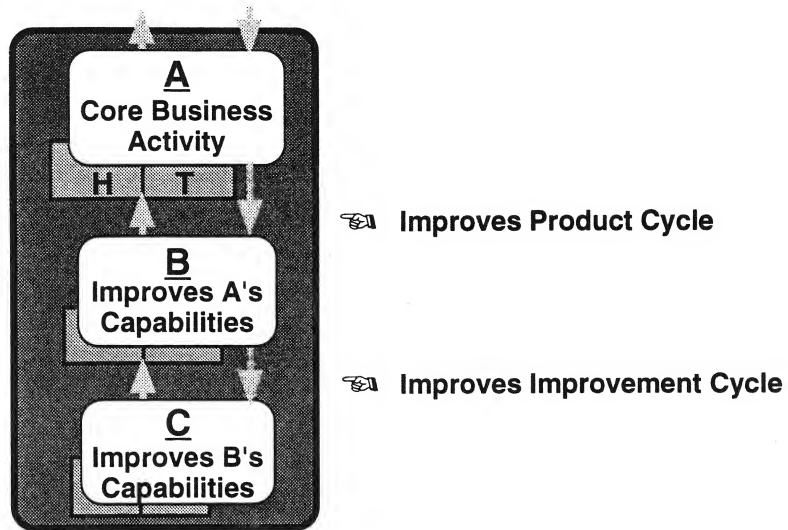 A
Core Business
Activity
H T
Improves Product Cycle
B
Improves A's
Capabilities
Improves Improvement Cycle
C
Improves B's
Capabilities